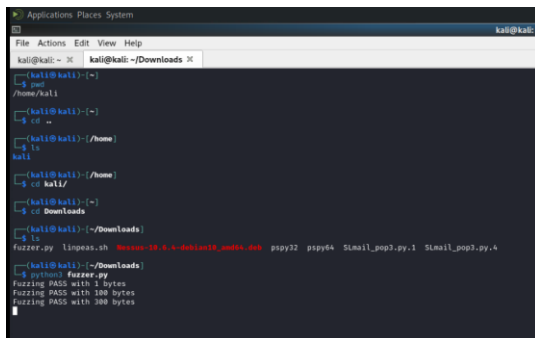 Applications Places System
kali@kali:
File Actions Edit View Help
kali@kali: ~ × kali@kali: ~/Downloads ×
┌──(kali㉿kali)-[~]
└─$ pwd
/home/kali
┌──(kali㉿kali)-[~]
└─$ cd ..
┌──(kali㉿kali)-[/home]
└─$ ls
kali
┌──(kali㉿kali)-[/home]
└─$ cd kali/
┌──(kali㉿kali)-[~]
└─$ cd Downloads
┌──(kali㉿kali)-[~/Downloads]
└─$ ls
fuzzer.py linpeas.sh Nessus-10.6.4-debian10_amd64.deb pspy32 pspy64 SLmail_pop3.py.1 SLmail_pop3.py.4
┌──(kali㉿kali)-[~/Downloads]
└─$ python3 fuzzer.py
Fuzzing PASS with 1 bytes
Fuzzing PASS with 100 bytes
Fuzzing PASS with 300 bytes